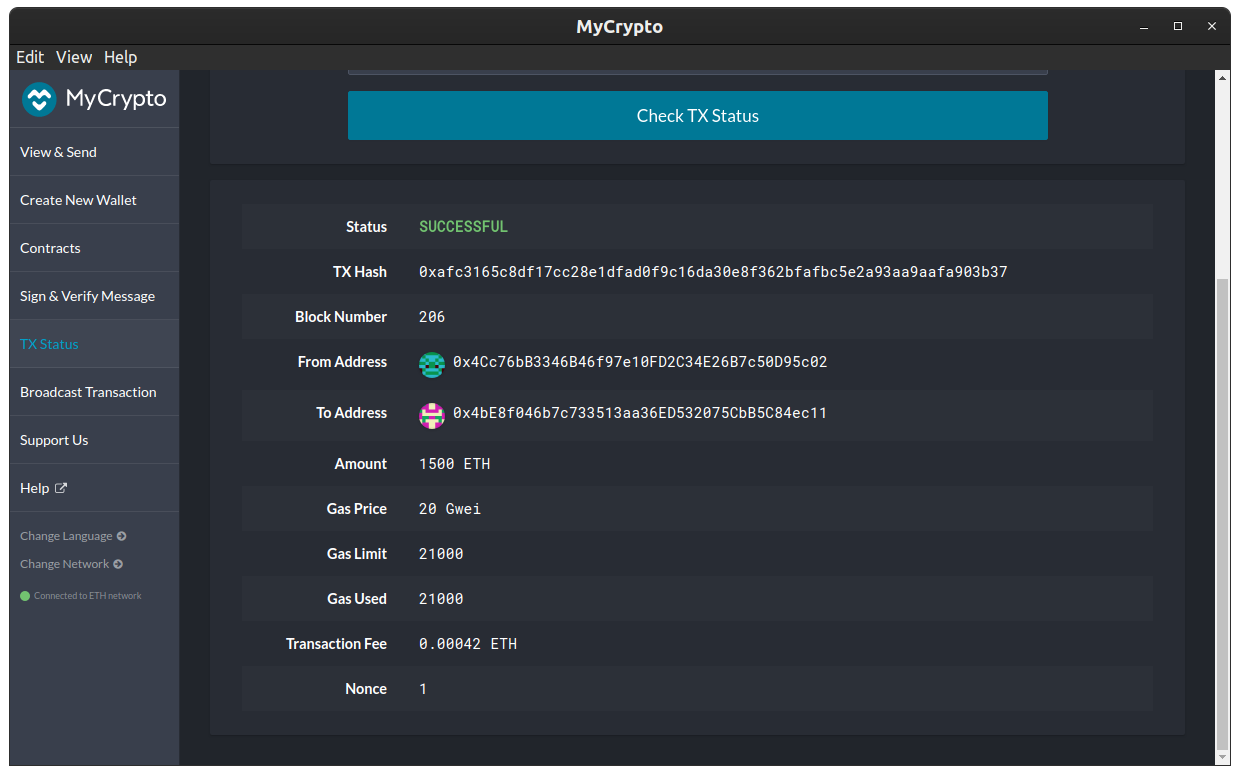 MyCrypto
Edit View Help
MyCrypto
View & Send
Create New Wallet
Contracts
Sign & Verify Message
TX Status
Broadcast Transaction
Support Us
Help
Change Language
Change Network
Connected to ETH network
Check TX Status
Status SUCCESSFUL
TX Hash 0xafc3165c8df17cc28e1dfad0f9c16da30e8f362bfafbc5e2a93aa9aafa903b37
Block Number 206
From Address 0x4Cc76bB3346B46f97e10FD2C34E26B7c50D95c02
To Address 0x4bE8f046b7c733513aa36ED532075CbB5C84ec11
Amount 1500 ETH
Gas Price 20 Gwei
Gas Limit 21000
Gas Used 21000
Transaction Fee 0.00042 ETH
Nonce 1